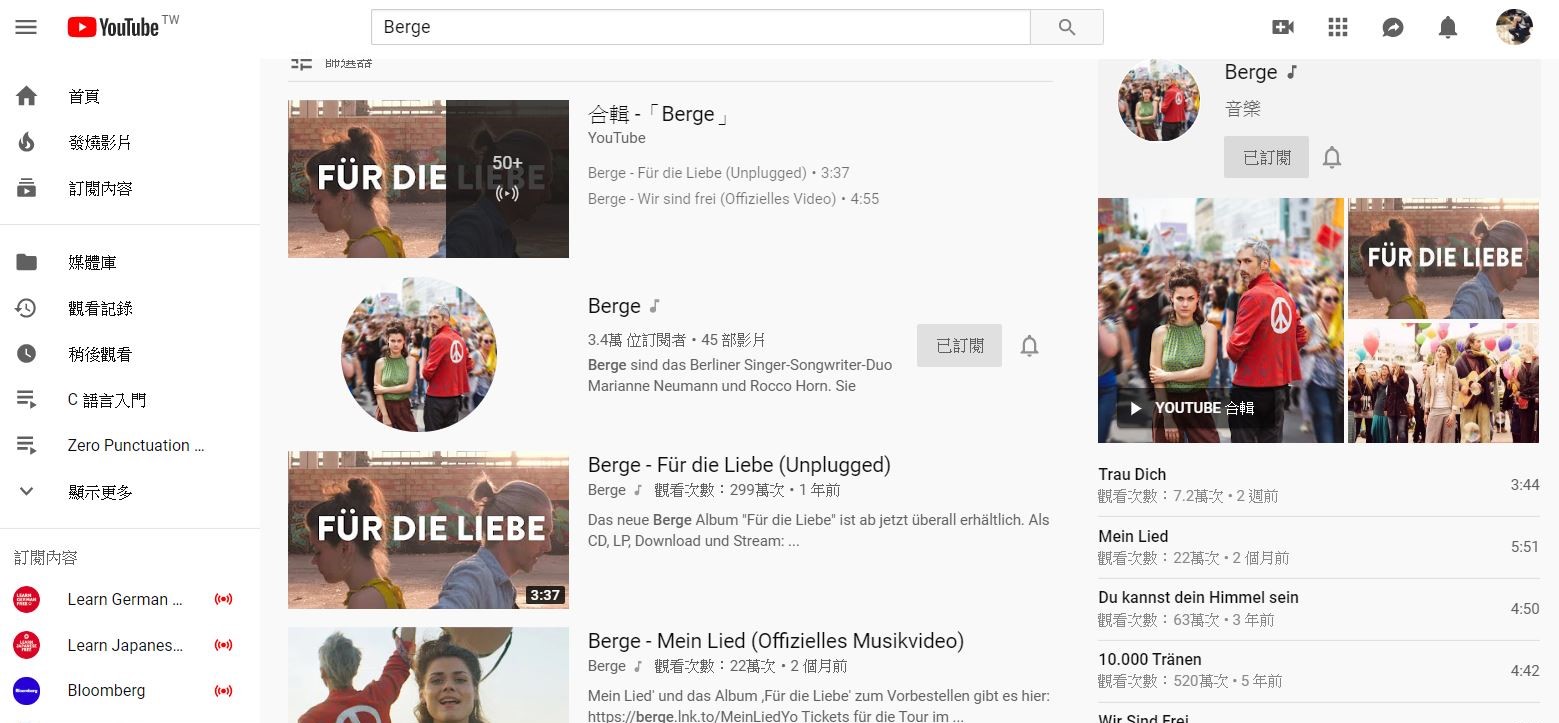 YouTube TW
Berge
首頁
發燒影片
訂閱內容
媒體庫
觀看記錄
稍後觀看
C 語言入門
Zero Punctuation ...
顯示更多
訂閱內容
Learn German ...
Learn Japanes...
Bloomberg
篩選器
FÜR DIE LIEBE
50+
合輯 -「Berge」
YouTube
Berge - Für die Liebe (Unplugged) • 3:37
Berge - Wir sind frei (Offizielles Video) • 4:55
Berge
3.4萬 位訂閱者 • 45 部影片
Berge sind das Berliner Singer-Songwriter-Duo
Marianne Neumann und Rocco Horn. Sie
已訂閱
FÜR DIE LIEBE
3:37
Berge - Für die Liebe (Unplugged)
Berge 觀看次數：299萬次 • 1 年前
Das neue Berge Album "Für die Liebe" ist ab jetzt überall erhältlich. Als
CD, LP, Download und Stream: ...
Berge - Mein Lied (Offizielles Musikvideo)
Berge 觀看次數：22萬次 • 2 個月前
Mein Lied' und das Album ,Für die Liebe' zum Vorbestellen gibt es hier:
https://berge.lnk.to/MeinLiedYo Tickets für die Tour im ...
Berge
音樂
已訂閱
FÜR DIE LIEBE
YOUTUBE 合輯
Trau Dich
觀看次數：7.2萬次 • 2 週前
3:44
Mein Lied
觀看次數：22萬次 • 2 個月前
5:51
Du kannst dein Himmel sein
觀看次數：63萬次 • 3 年前
4:50
10.000 Tränen
觀看次數：520萬次 • 5 年前
4:42
Wir Sind Frei